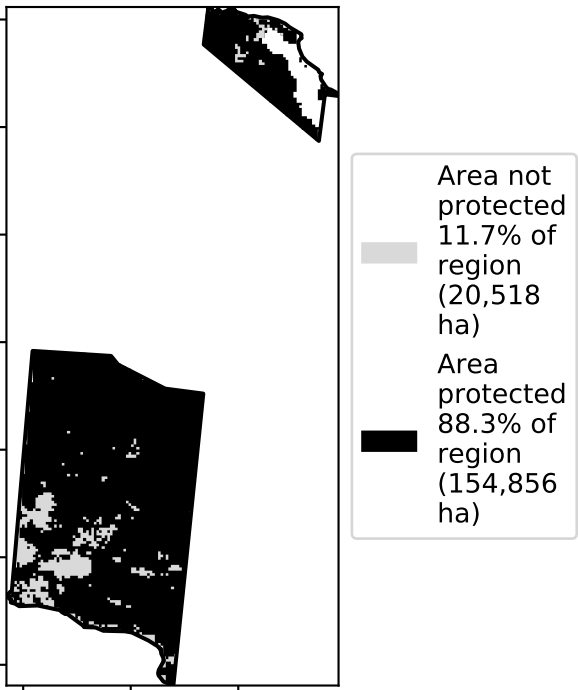 Area not
protected
11.7% of
region
(20,518
ha)
Area
protected
88.3% of
region
(154,856
ha)